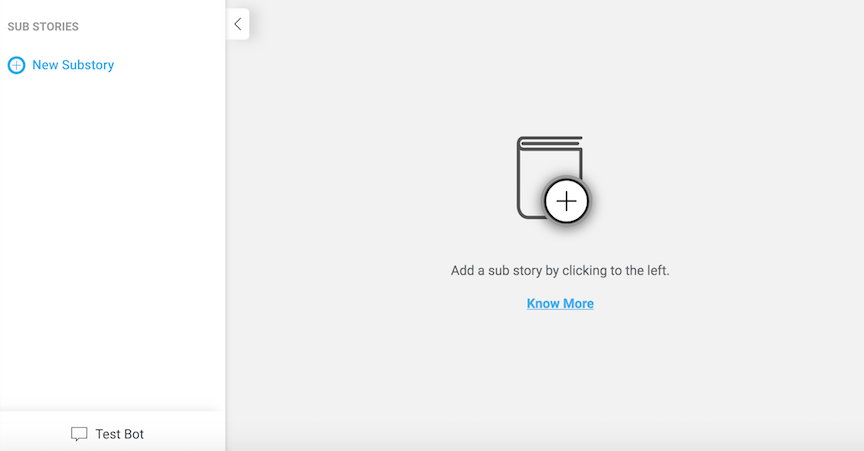 SUB STORIES
New Substory
Add a sub story by clicking to the left.
Know More
Test Bot